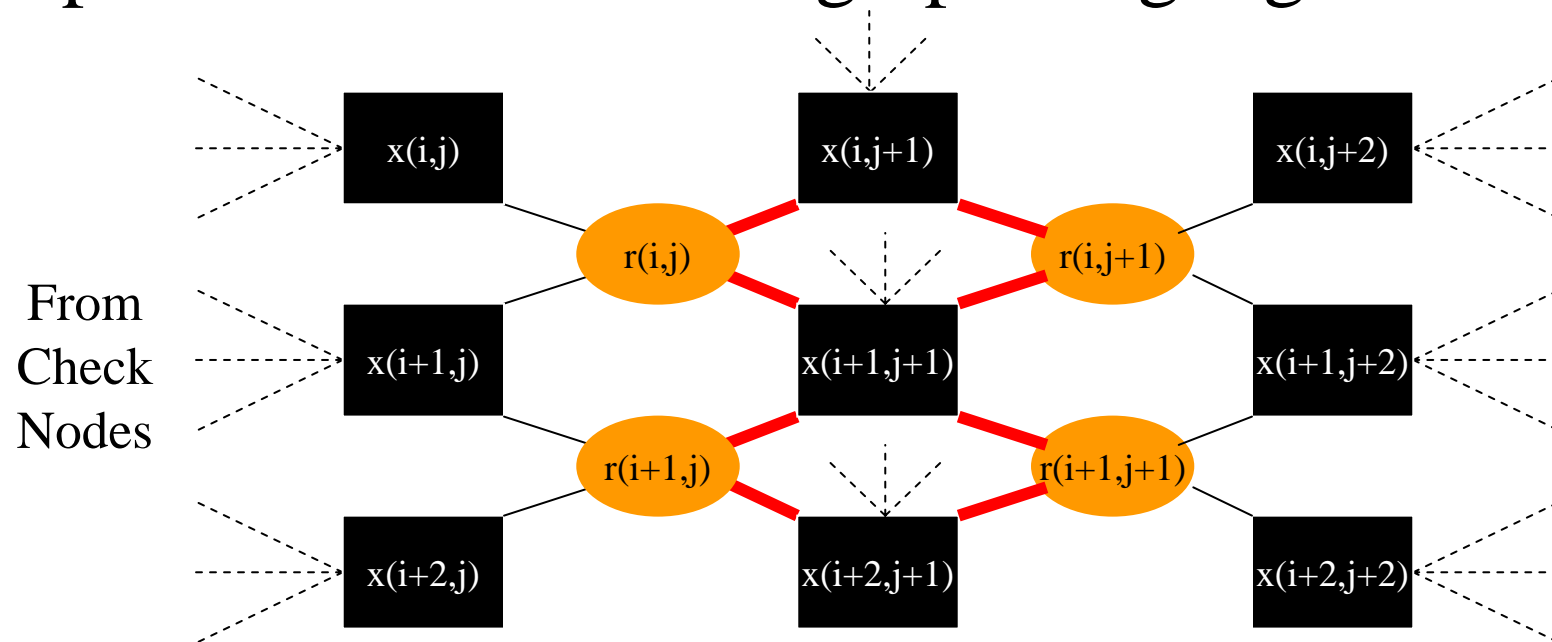 x(i,j)
x(i,j+1)
x(i,j+2)
r(i,j)
r(i,j+1)
From
Check
Nodes
x(i+1,j)
x(i+1,j+1)
x(i+1,j+2)
r(i+1,j)
r(i+1,j+1)
x(i+2,j)
x(i+2,j+1)
x(i+2,j+2)